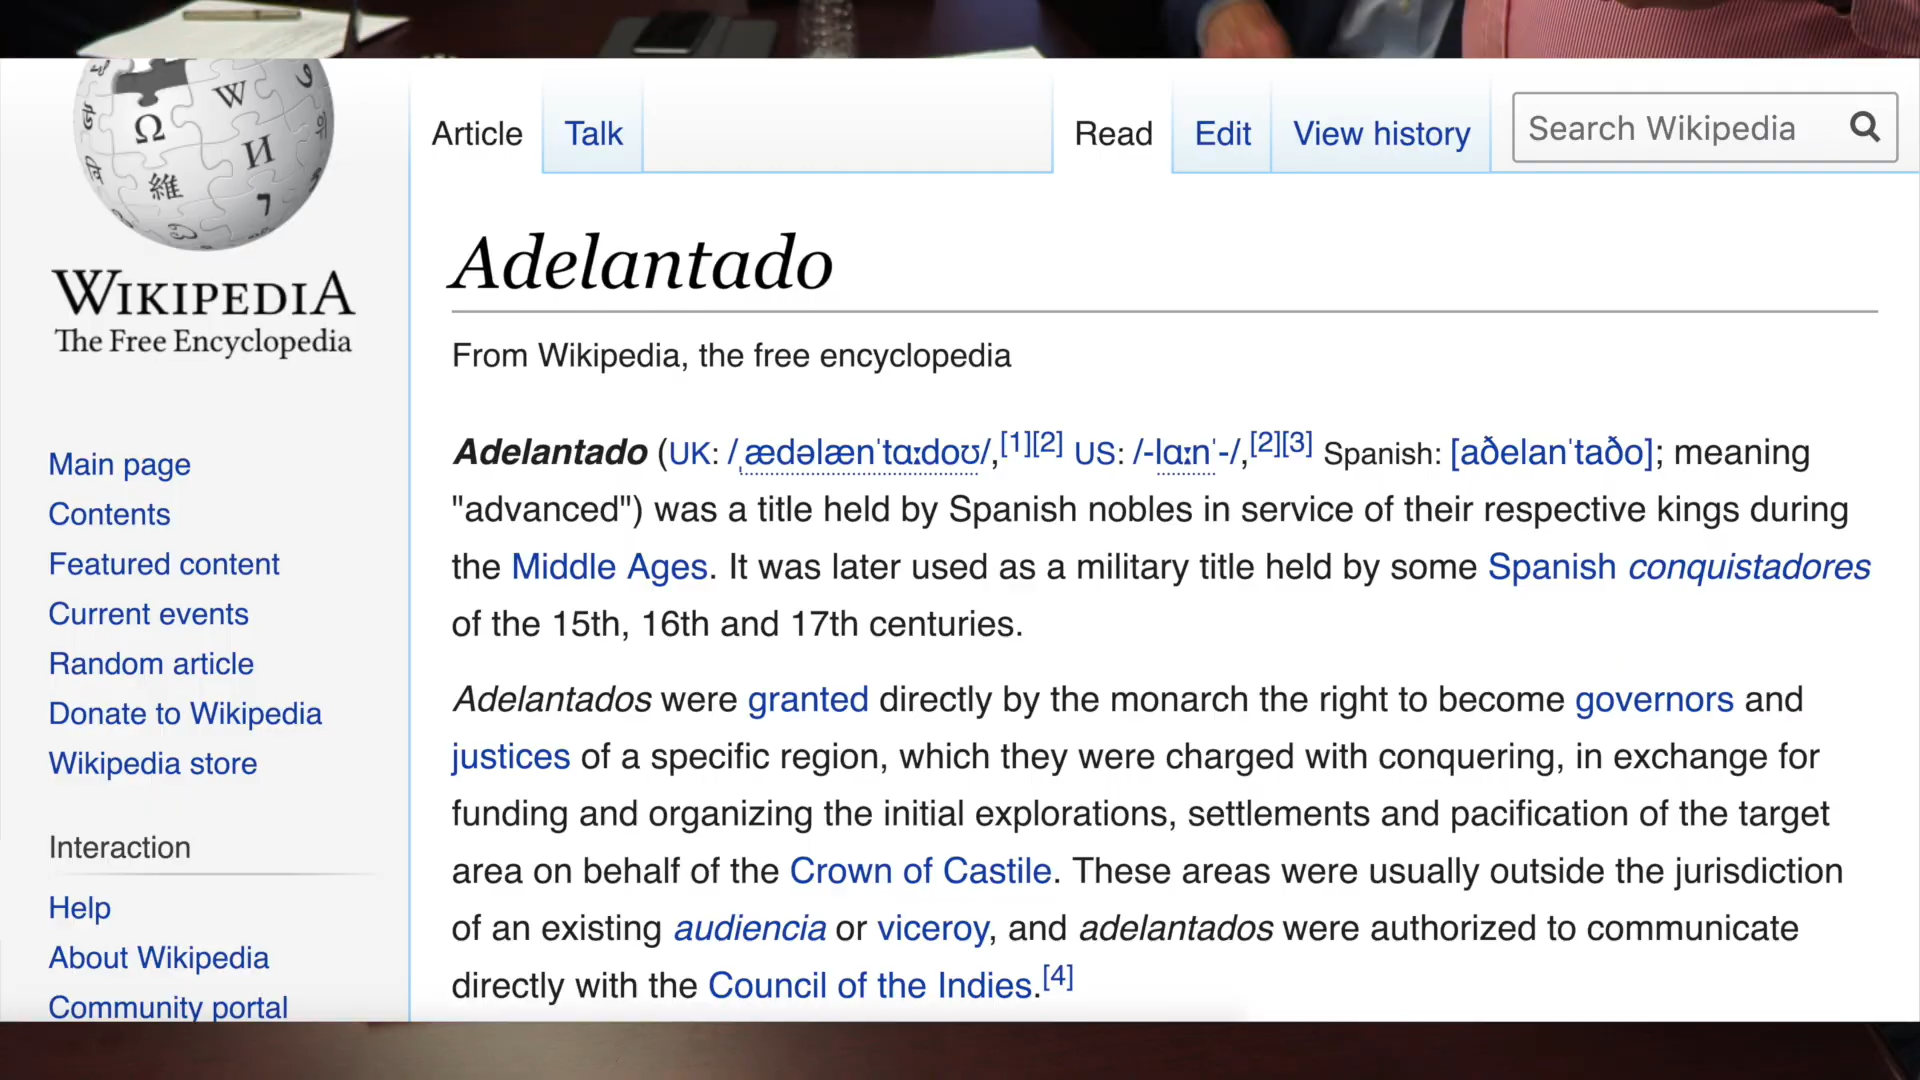 Article Talk Read Edit View history Search Wikipedia
WIKIPEDIA
The Free Encyclopedia
Main page
Contents
Featured content
Current events
Random article
Donate to Wikipedia
Wikipedia store
Interaction
Help
About Wikipedia
Community portal
Adelantado
From Wikipedia, the free encyclopedia
Adelantado (UK: /ˌædəlænˈtɑːdoʊ/,[1][2] US: /-lɑːnˈ-/,[2][3] Spanish: [aðelanˈtaðo]; meaning
"advanced") was a title held by Spanish nobles in service of their respective kings during
the Middle Ages. It was later used as a military title held by some Spanish conquistadores
of the 15th, 16th and 17th centuries.
Adelantados were granted directly by the monarch the right to become governors and
justices of a specific region, which they were charged with conquering, in exchange for
funding and organizing the initial explorations, settlements and pacification of the target
area on behalf of the Crown of Castile. These areas were usually outside the jurisdiction
of an existing audiencia or viceroy, and adelantados were authorized to communicate
directly with the Council of the Indies.[4]